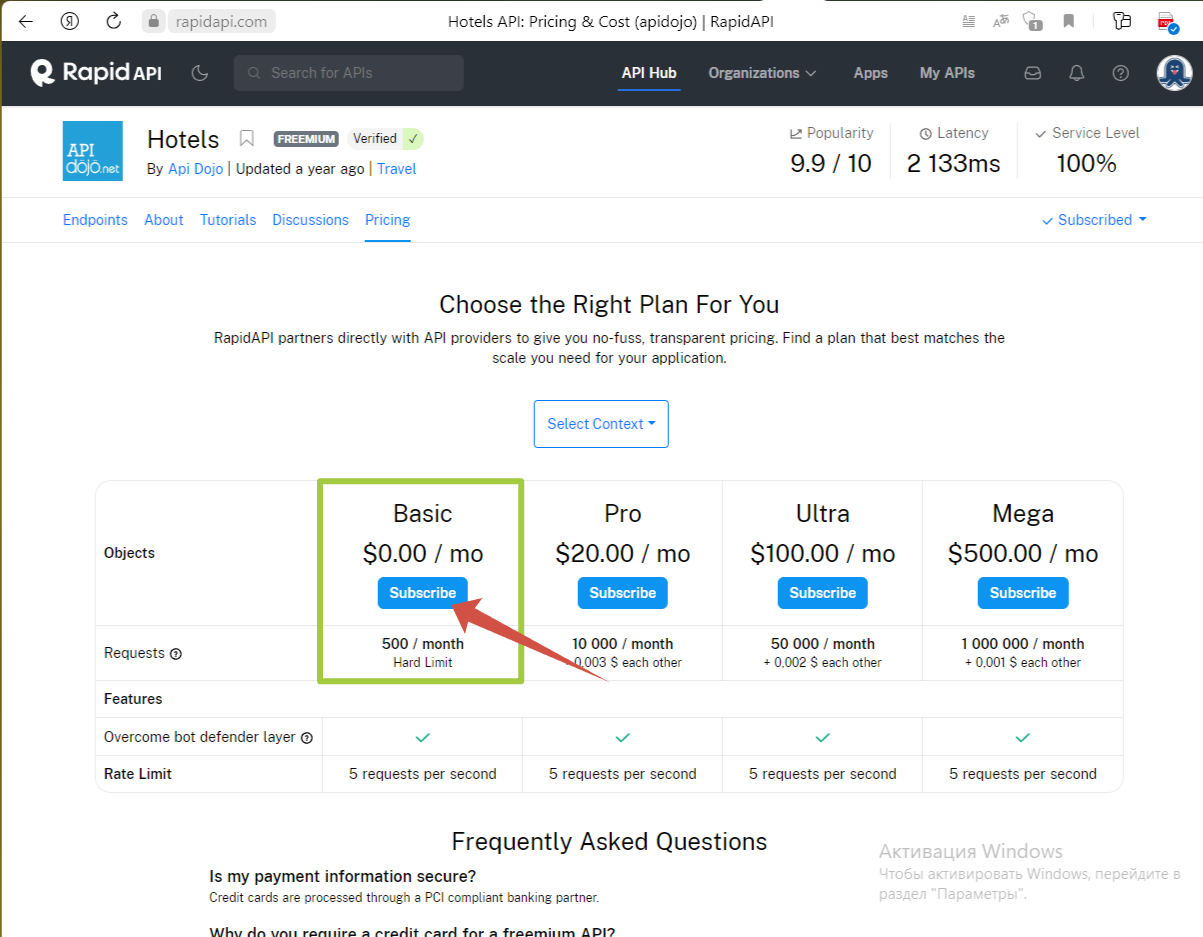 rapidapi.com
Hotels API: Pricing & Cost (apidojo) | RapidAPI
1
Rapid API
Search for APIs
API Hub
Organizations
Apps
My APIs
API
dōjō.net
Hotels
FREEMIUM
Verified ✓
By Api Dojo | Updated a year ago | Travel
Popularity
9.9 / 10
Latency
2 133ms
Service Level
100%
Endpoints
About
Tutorials
Discussions
Pricing
Subscribed
Choose the Right Plan For You
RapidAPI partners directly with API providers to give you no-fuss, transparent pricing. Find a plan that best matches the
scale you need for your application.
Select Context
Objects
Basic
$0.00 / mo
Subscribe
Pro
$20.00 / mo
Subscribe
Ultra
$100.00 / mo
Subscribe
Mega
$500.00 / mo
Subscribe
Requests
500 / month
Hard Limit
10 000 / month
0,003 $ each other
50 000 / month
+ 0,002 $ each other
1 000 000 / month
+ 0,001 $ each other
Features
Overcome bot defender layer
Rate Limit
5 requests per second
5 requests per second
5 requests per second
5 requests per second
Frequently Asked Questions
Is my payment information secure?
Credit cards are processed through a PCI compliant banking partner.
Why do you require a credit card for a freemium API?
Активация Windows
Чтобы активировать Windows, перейдите в
раздел "Параметры".